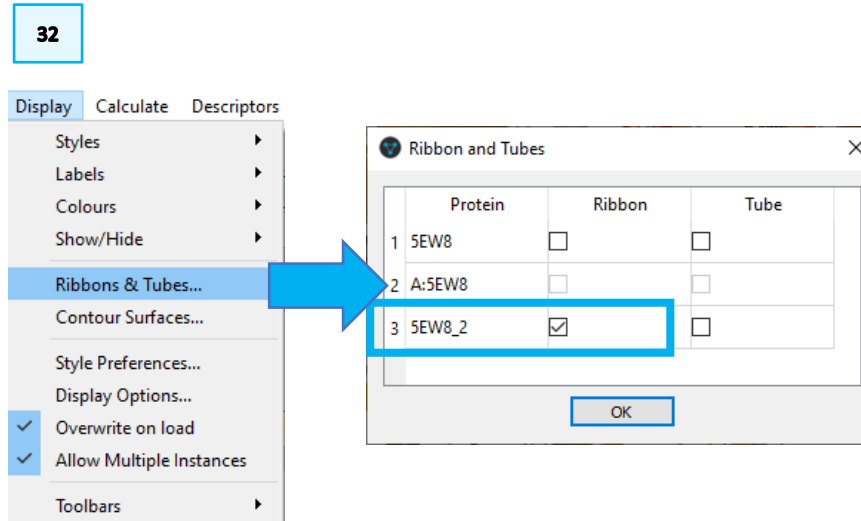 32
Display Calculate Descriptors
Styles
Labels
Colours
Show/Hide
Ribbons & Tubes...
Contour Surfaces...
Style Preferences...
Display Options...
Overwrite on load
Allow Multiple Instances
Toolbars
Ribbon and Tubes
Protein Ribbon Tube
1 5EW8
2 A:5EW8
3 5EW8_2
OK